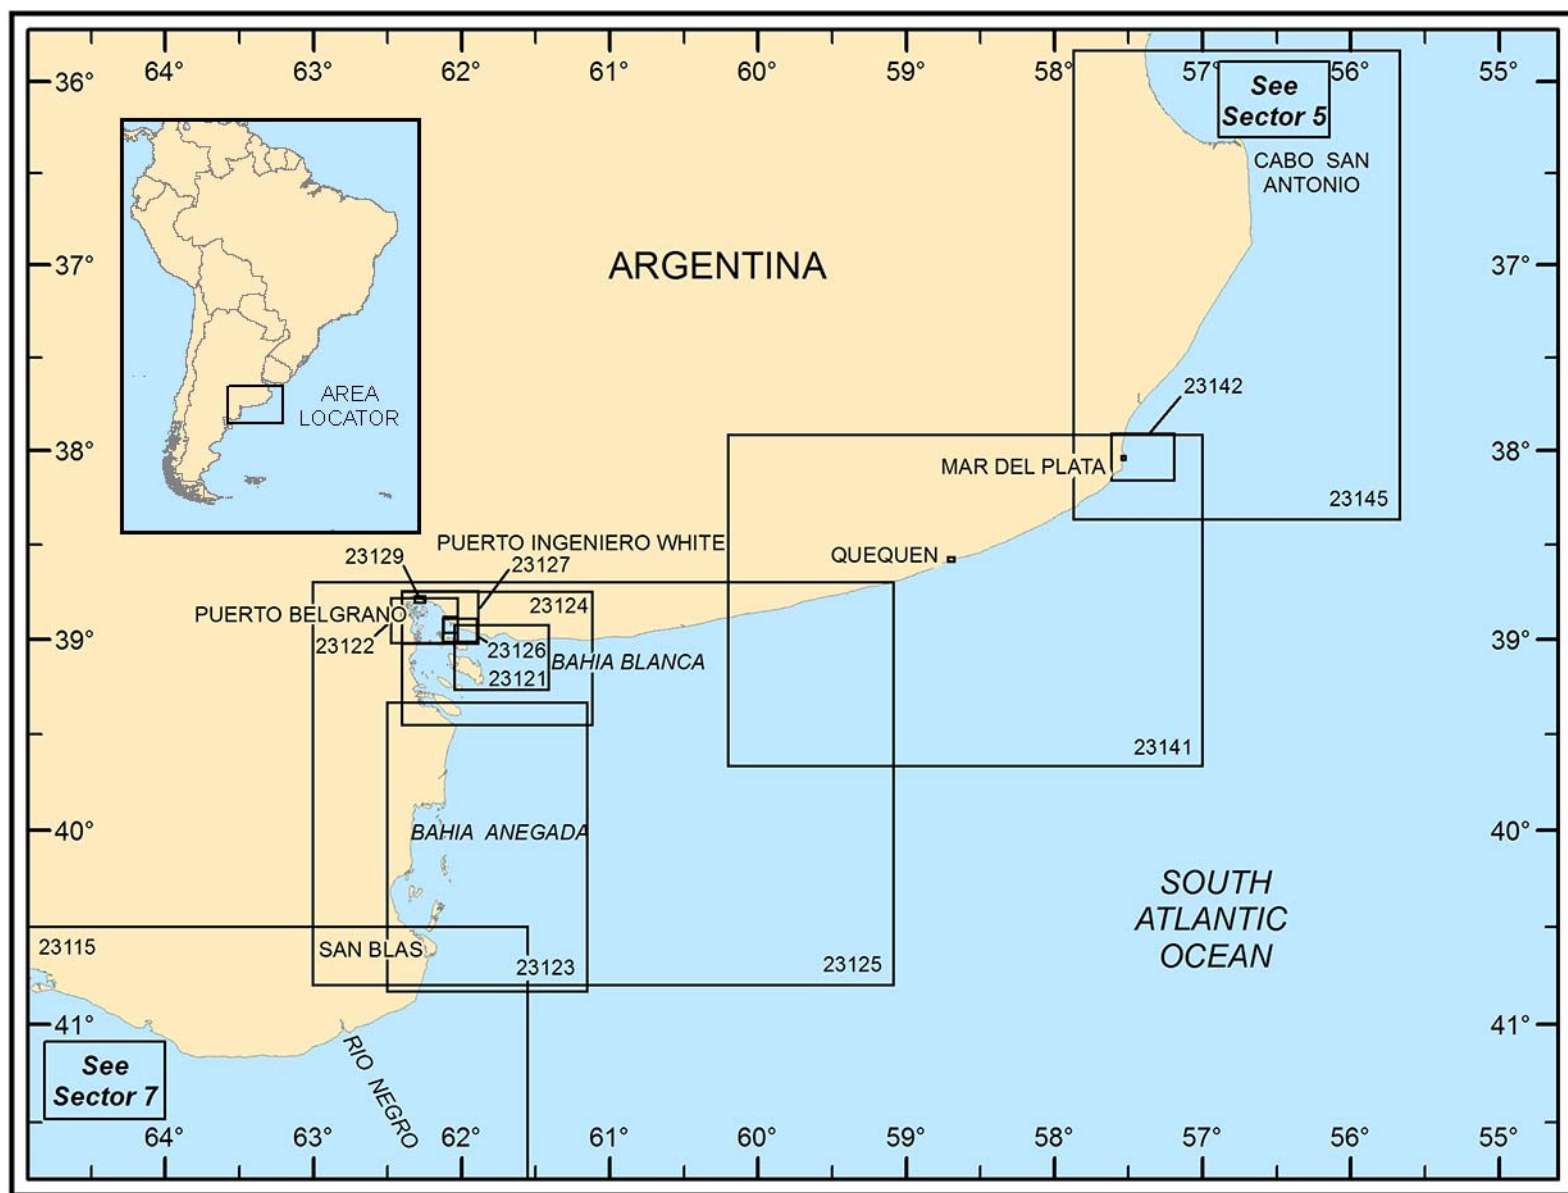 64° 63° 62° 61° 60° 59° 58° 57° 56° 55°
36°
See
Sector 5
CABO SAN
ANTONIO
ARGENTINA
37° 37°
AREA
LOCATOR
23142
38° 38°
MAR DEL PLATA
23145
PUERTO INGENIERO WHITE
23129
23127
QUEQUEN
23124
PUERTO BELGRANO
39° 39°
23122
23126
BAHIA BLANCA
23121
23141
40° 40°
BAHIA ANEGADA
SOUTH
ATLANTIC
OCEAN
23115
SAN BLAS
23123
23125
41° 41°
See
Sector 7
RIO NEGRO
64° 63° 62° 61° 60° 59° 58° 57° 56° 55°